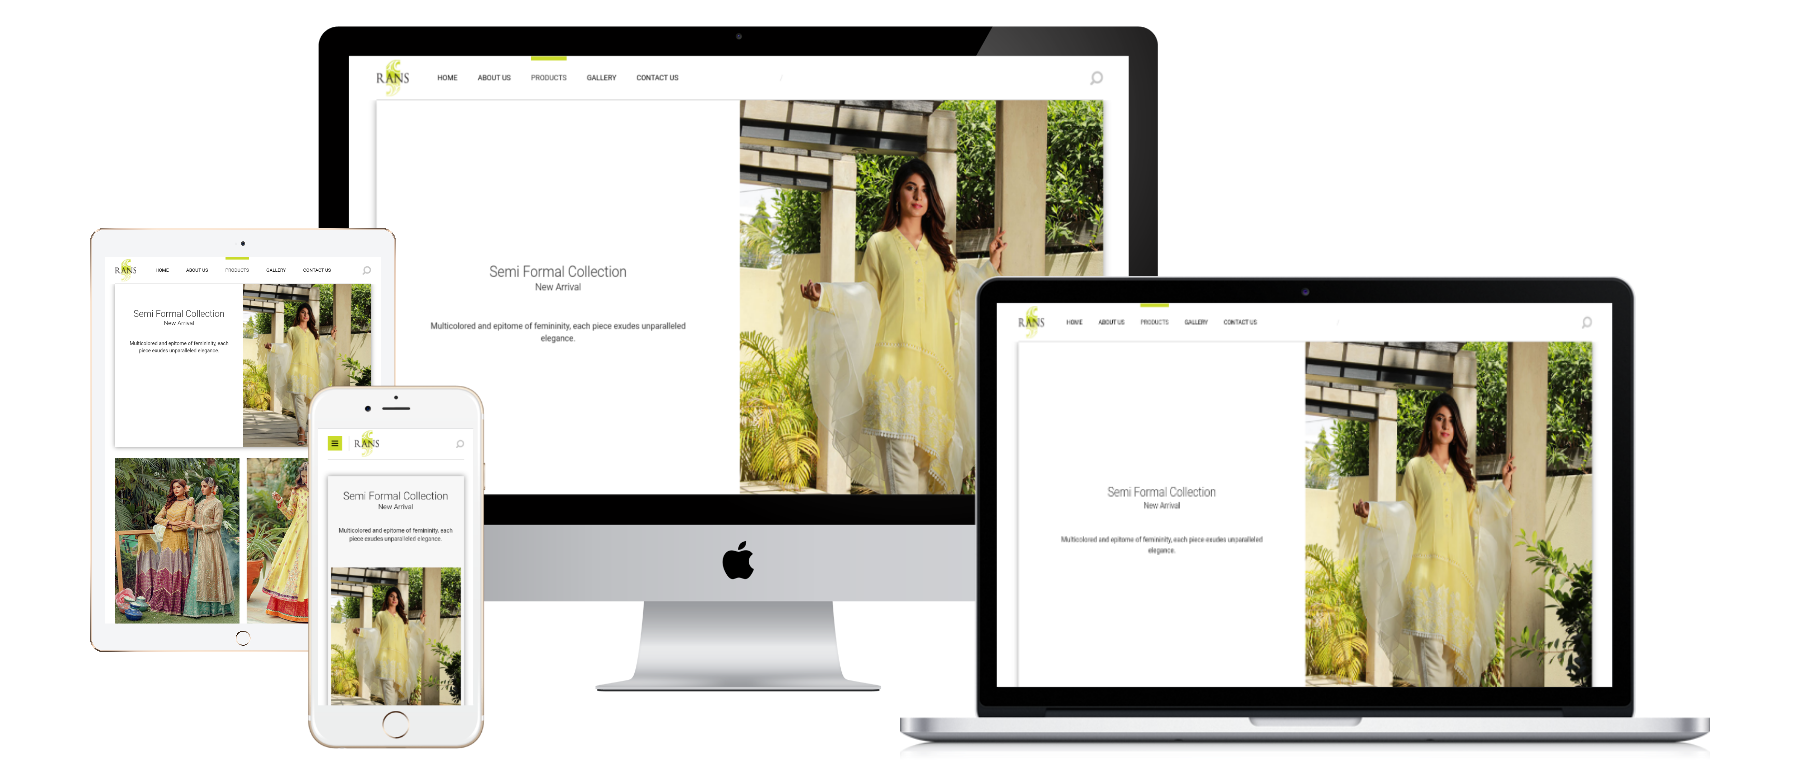 RANS HOME ABOUT US PRODUCTS GALLERY CONTACT US
Semi Formal Collection
New Arrival
Multicolored and epitome of femininity, each piece exudes unparalleled
elegance.
RANS HOME ABOUT US PRODUCTS GALLERY CONTACT US
Semi Formal Collection
New Arrival
Multicolored and epitome of femininity, each
piece exudes unparalleled elegance.
RANS
Semi Formal Collection
New Arrival
Multicolored and epitome of femininity, each
piece exudes unparalleled elegance.
RANS HOME ABOUT US PRODUCTS GALLERY CONTACT US
Semi Formal Collection
New Arrival
Multicolored and epitome of femininity, each piece exudes unparalleled
elegance.